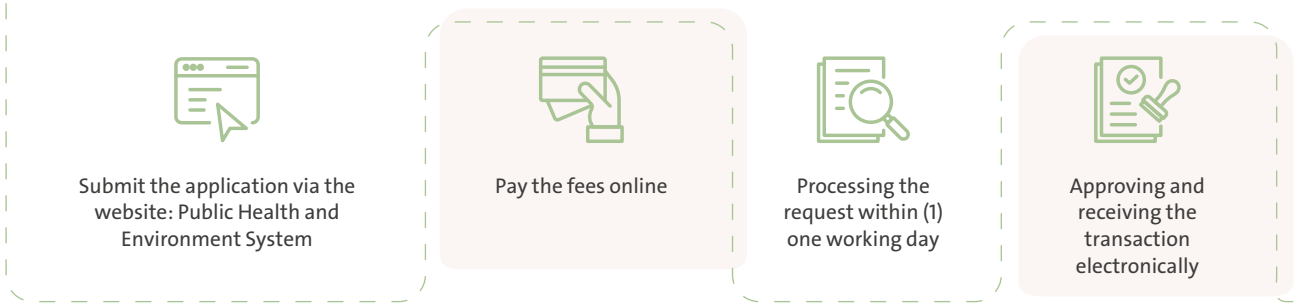 Submit the application via the
website: Public Health and
Environment System
Pay the fees online
Processing the
request within (1)
one working day
Approving and
receiving the
transaction
electronically